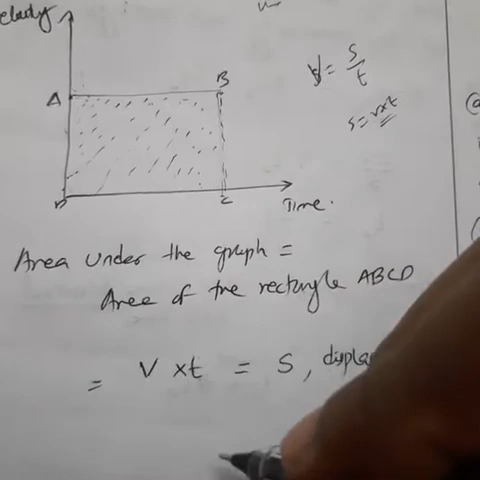 elocity
A
B
C
Time.
V = s/t
s = v×t
Area under the graph =
Area of the rectangle ABCD
= V × t = S, displa